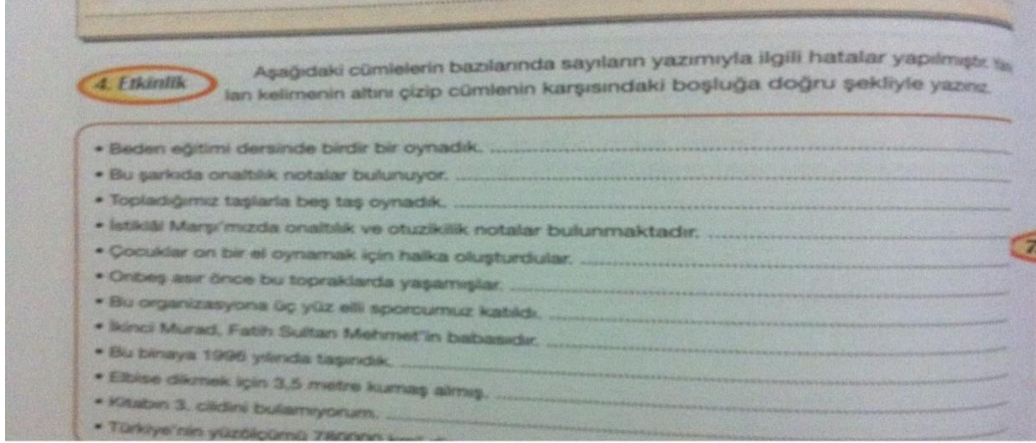 4. Etkinlik
Aşağıdaki cümlelerin bazılarında sayıların yazımıyla ilgili hatalar yapılmıştır.
lan kelimenin altını çizip cümlenin karşısındaki boşluğa doğru şekliyle yazınız.
• Beden eğitimi dersinde birdir bir oynadık.
• Bu şarkıda onaltılık notalar bulunuyor.
• Topladığımız taşlarla beş taş oynadık.
• İstiklâl Marşı'mızda onaltılık ve otuzikilik notalar bulunmaktadır.
• Çocuklar on bir el oynamak için halka oluşturdular.
• Onbeş asır önce bu topraklarda yaşamışlar.
• Bu organizasyona üç yüz elli sporcumuz katıldı.
• İkinci Murad, Fatih Sultan Mehmet'in babasıdır.
• Bu binaya 1996 yılında taşındık.
• Elbise dikmek için 3,5 metre kumaş almış.
• Kitabın 3. cildini bulamıyorum.
• Türkiye'nin yüzölçümü 780000
7